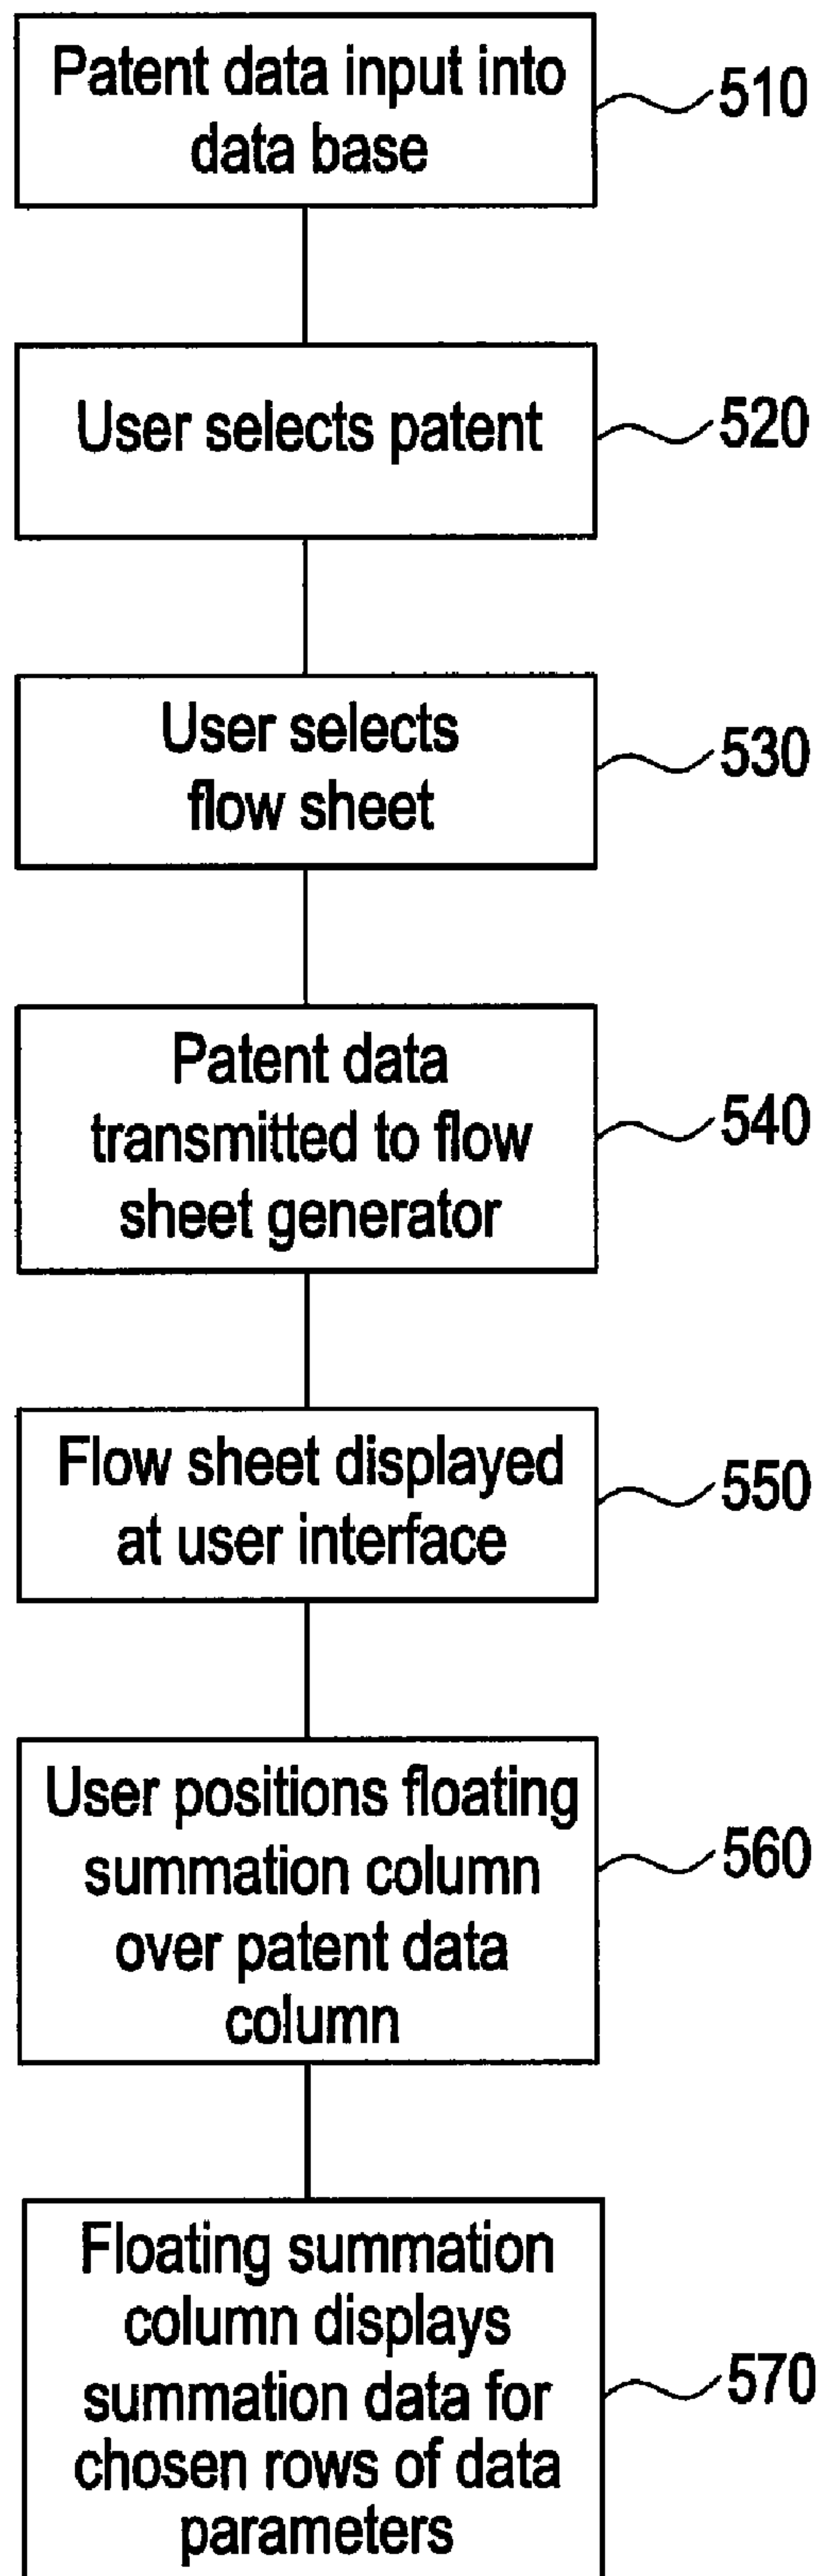 Patent data input into
data base
510
User selects patent
520
User selects
flow sheet
530
Patent data
transmitted to flow
sheet generator
540
Flow sheet displayed
at user interface
550
User positions floating
summation column
over patent data
column
560
Floating summation
column displays
summation data for
chosen rows of data
parameters
570